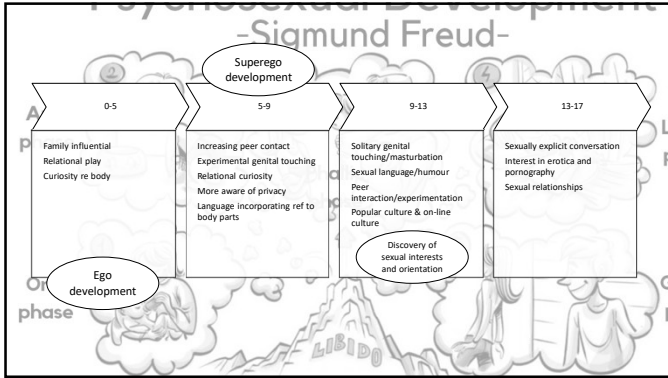 Psychosexual Development
-Sigmund Freud-
Superego
development
0-5
5-9
9-13
13-17
Family influential
Relational play
Curiosity re body
Increasing peer contact
Experimental genital touching
Relational curiosity
More aware of privacy
Language incorporating ref to
body parts
Solitary genital
touching/masturbation
Sexual language/humour
Peer
interaction/experimentation
Popular culture & on-line
culture
Discovery of
sexual interests
and orientation
Sexually explicit conversation
Interest in erotica and
pornography
Sexual relationships
Ego
development
phase
LIBIDO